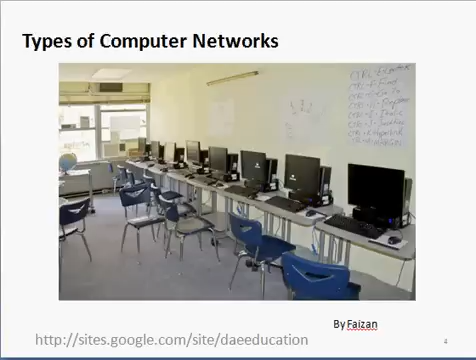 Types of Computer Networks
By Faizan
http://sites.google.com/site/daeeducation
4